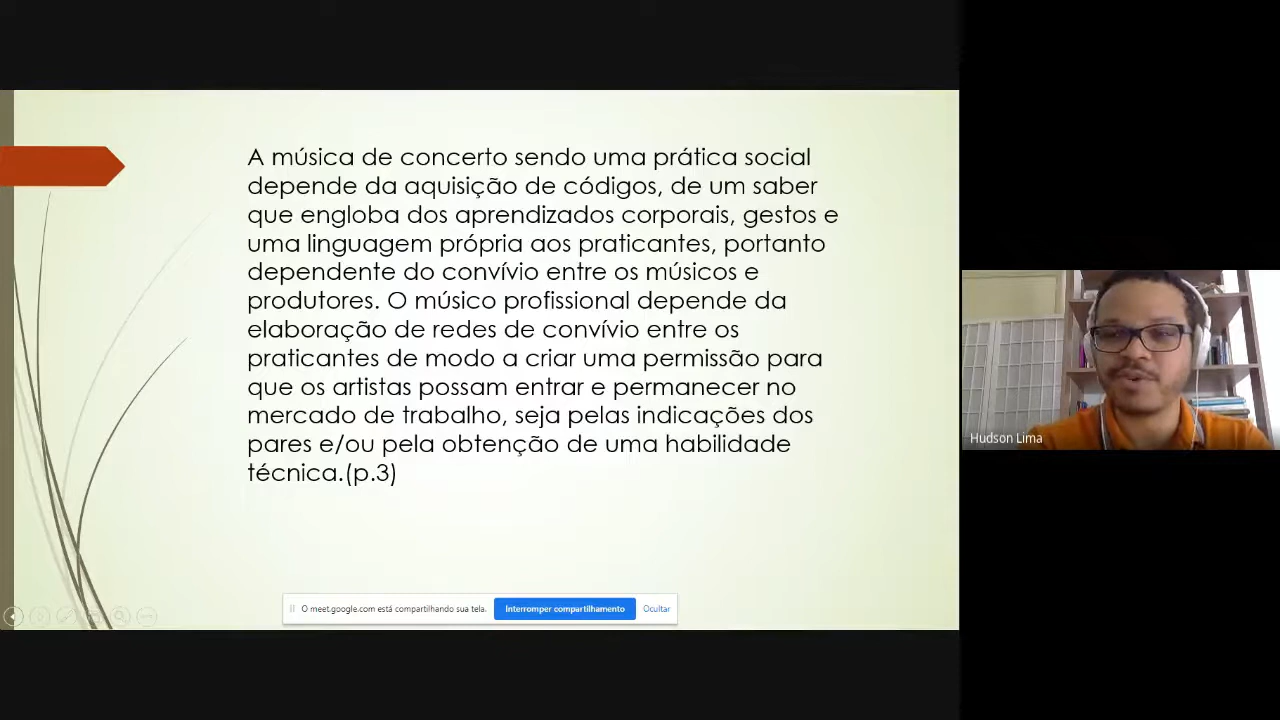 A música de concerto sendo uma prática social
depende da aquisição de códigos, de um saber
que engloba dos aprendizados corporais, gestos e
uma linguagem própria aos praticantes, portanto
dependente do convívio entre os músicos e
produtores. O músico profissional depende da
elaboração de redes de convívio entre os
praticantes de modo a criar uma permissão para
que os artistas possam entrar e permanecer no
mercado de trabalho, seja pelas indicações dos
pares e/ou pela obtenção de uma habilidade
técnica.(p.3)
Hudson Lima
O meet.google.com está compartilhando sua tela. Interromper compartilhamento Ocultar